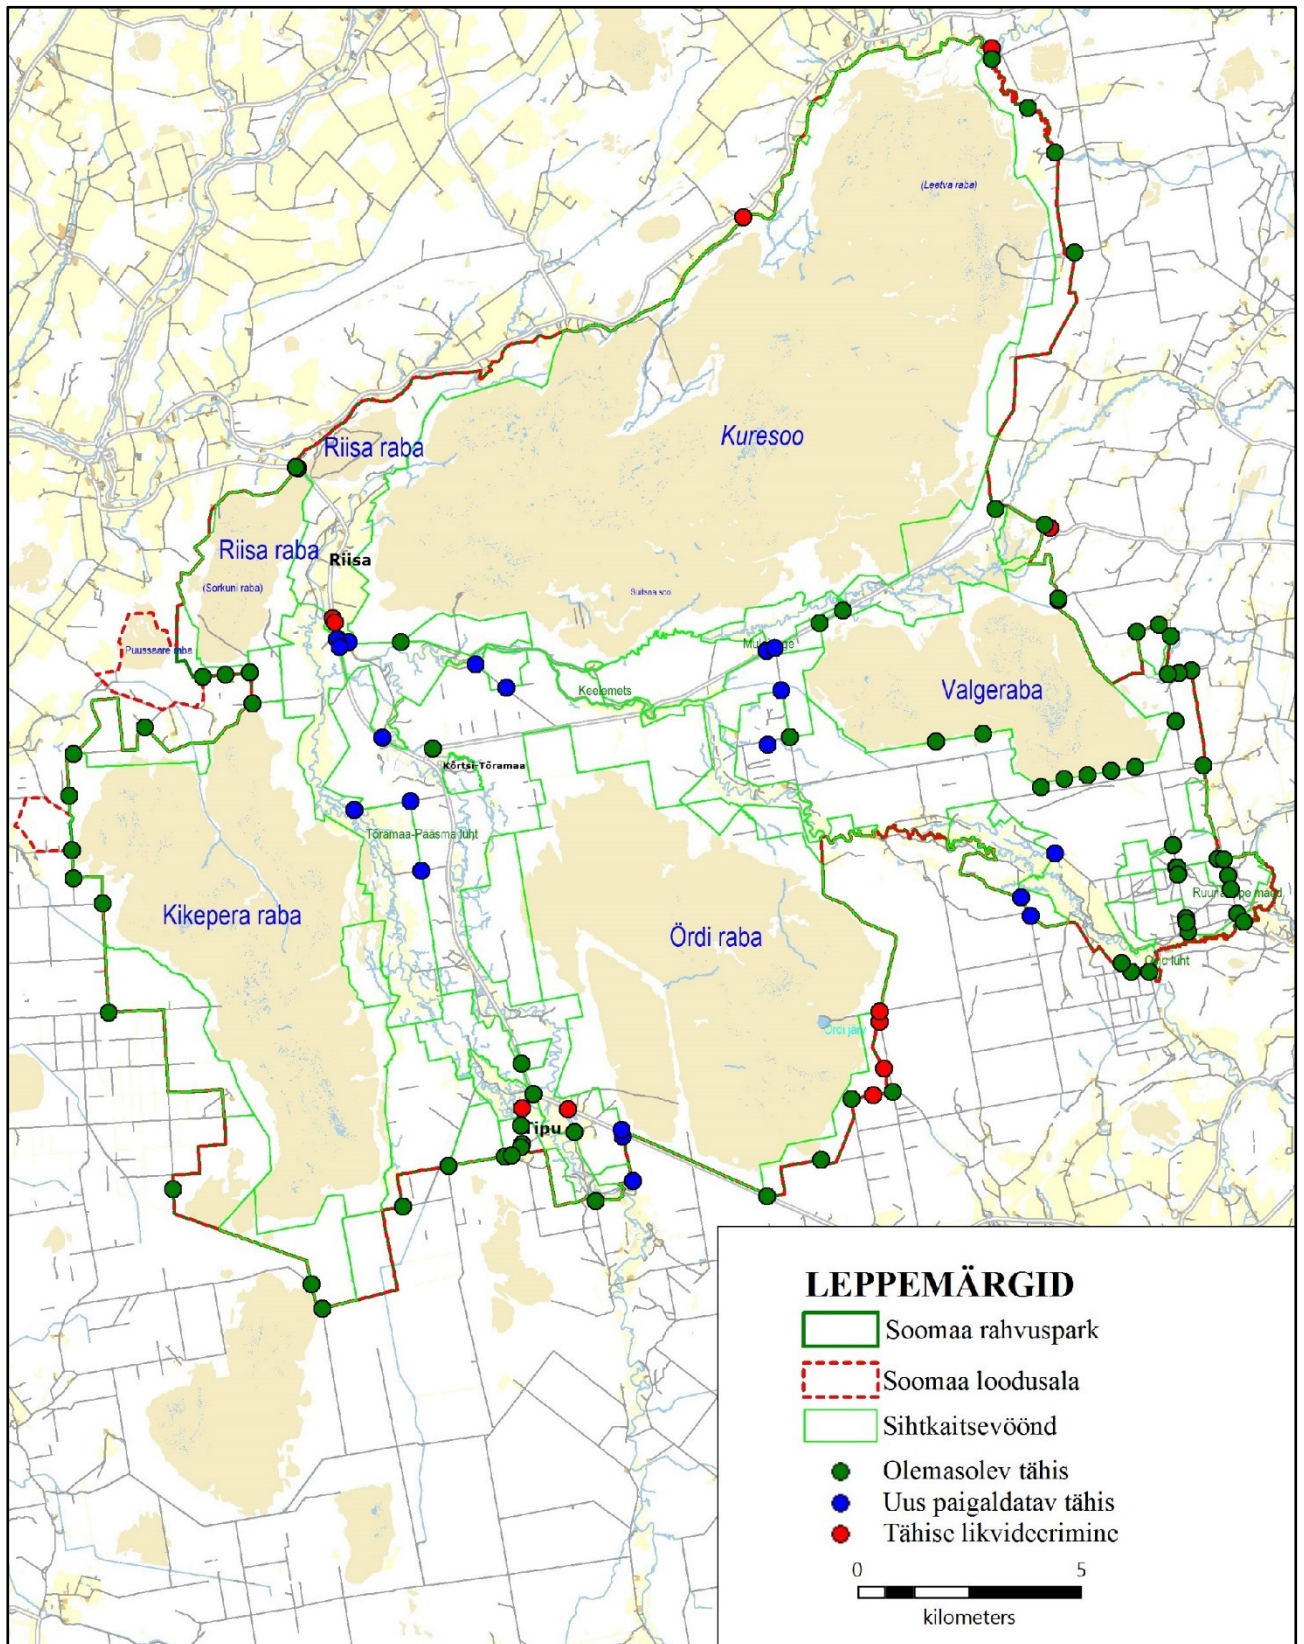 (Leetva raba)
Kuresoo
Riisa raba
Riisa raba
Riisa
(Sorkuni raba)
Suitsaa soo
Puussaare raba
Keelemets
Valgeraba
Kõrtsi-Tõramaa
Tõramaa-Paasma luht
Kikepera raba
Ördi raba
luht
Ördi järv
Tipu
LEPPEMÄRGID
Soomaa rahvuspark
Soomaa loodusala
Sihtkaitsevöönd
Olemasolev tähis
Uus paigaldatav tähis
Tähise likvideerimine
0 5
kilometers